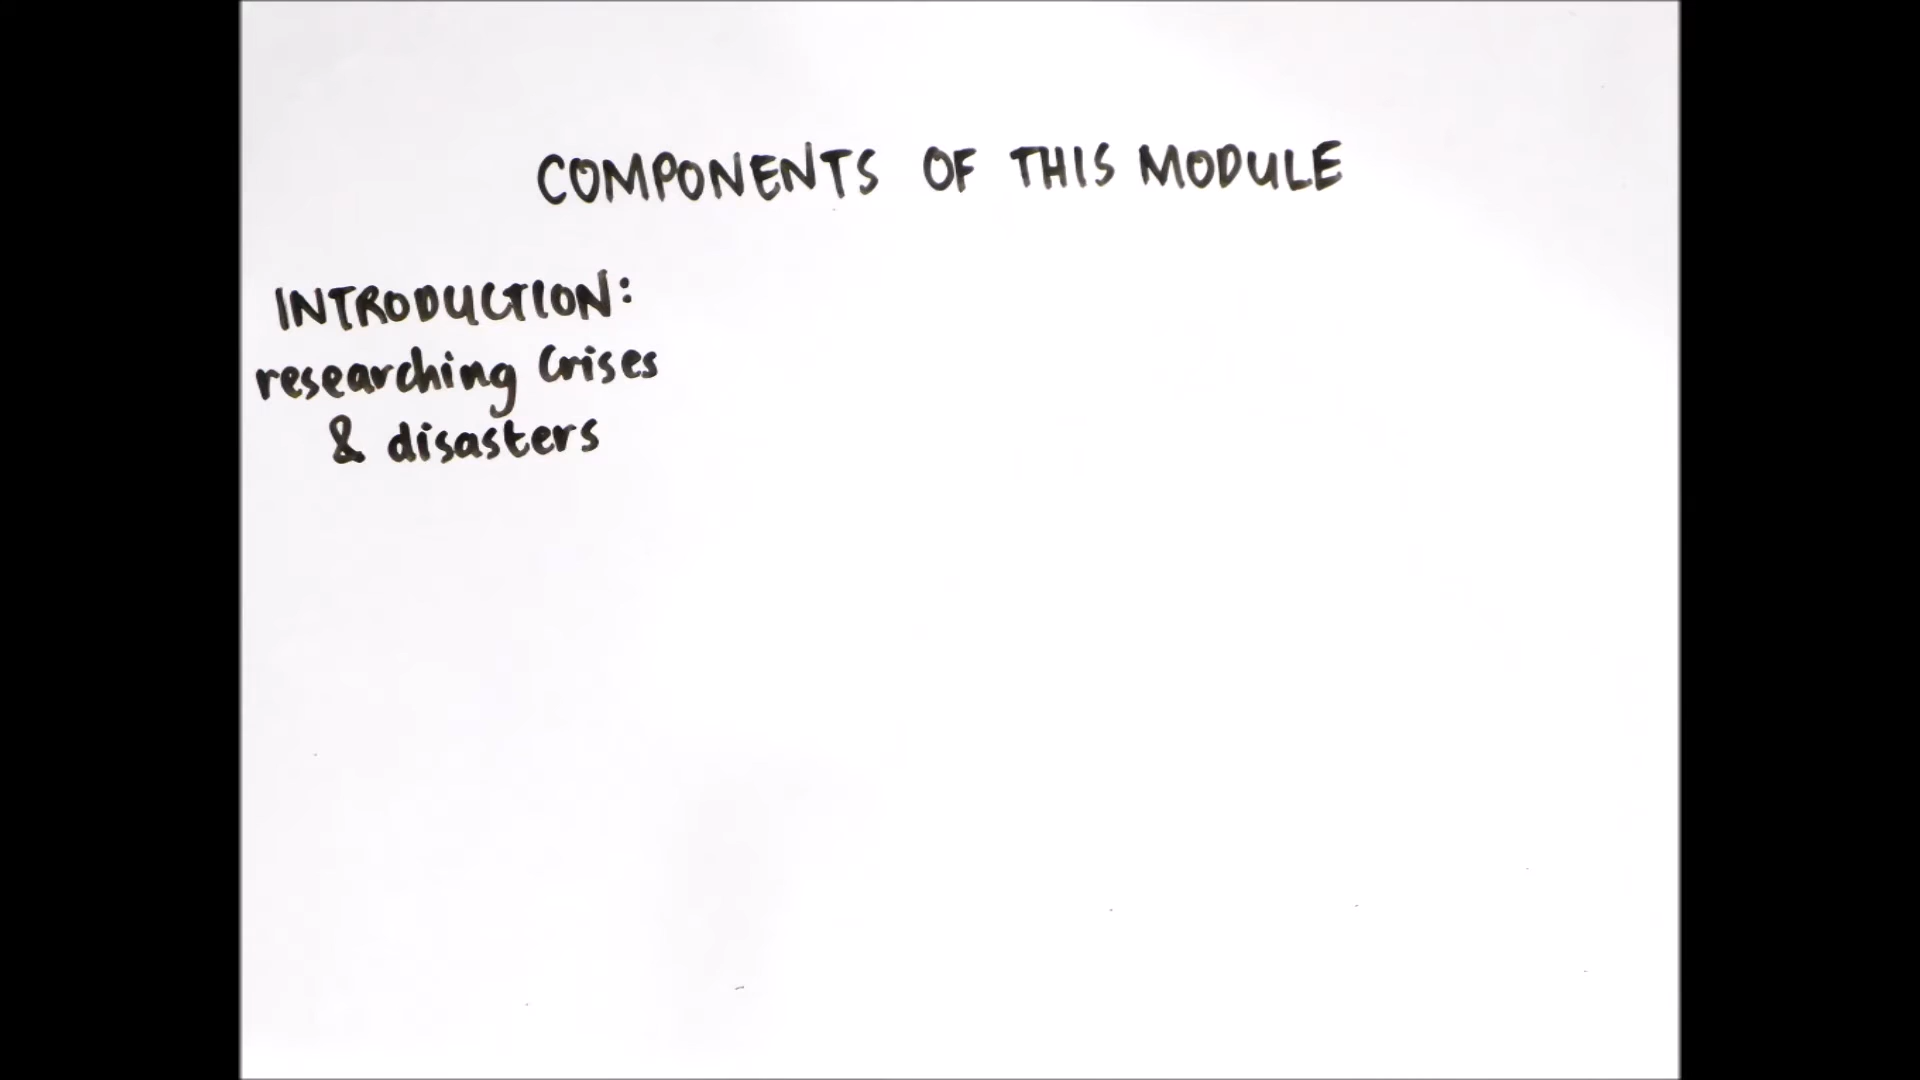 COMPONENTS OF THIS MODULE
INTRODUCTION:
researching Crises
& disasters